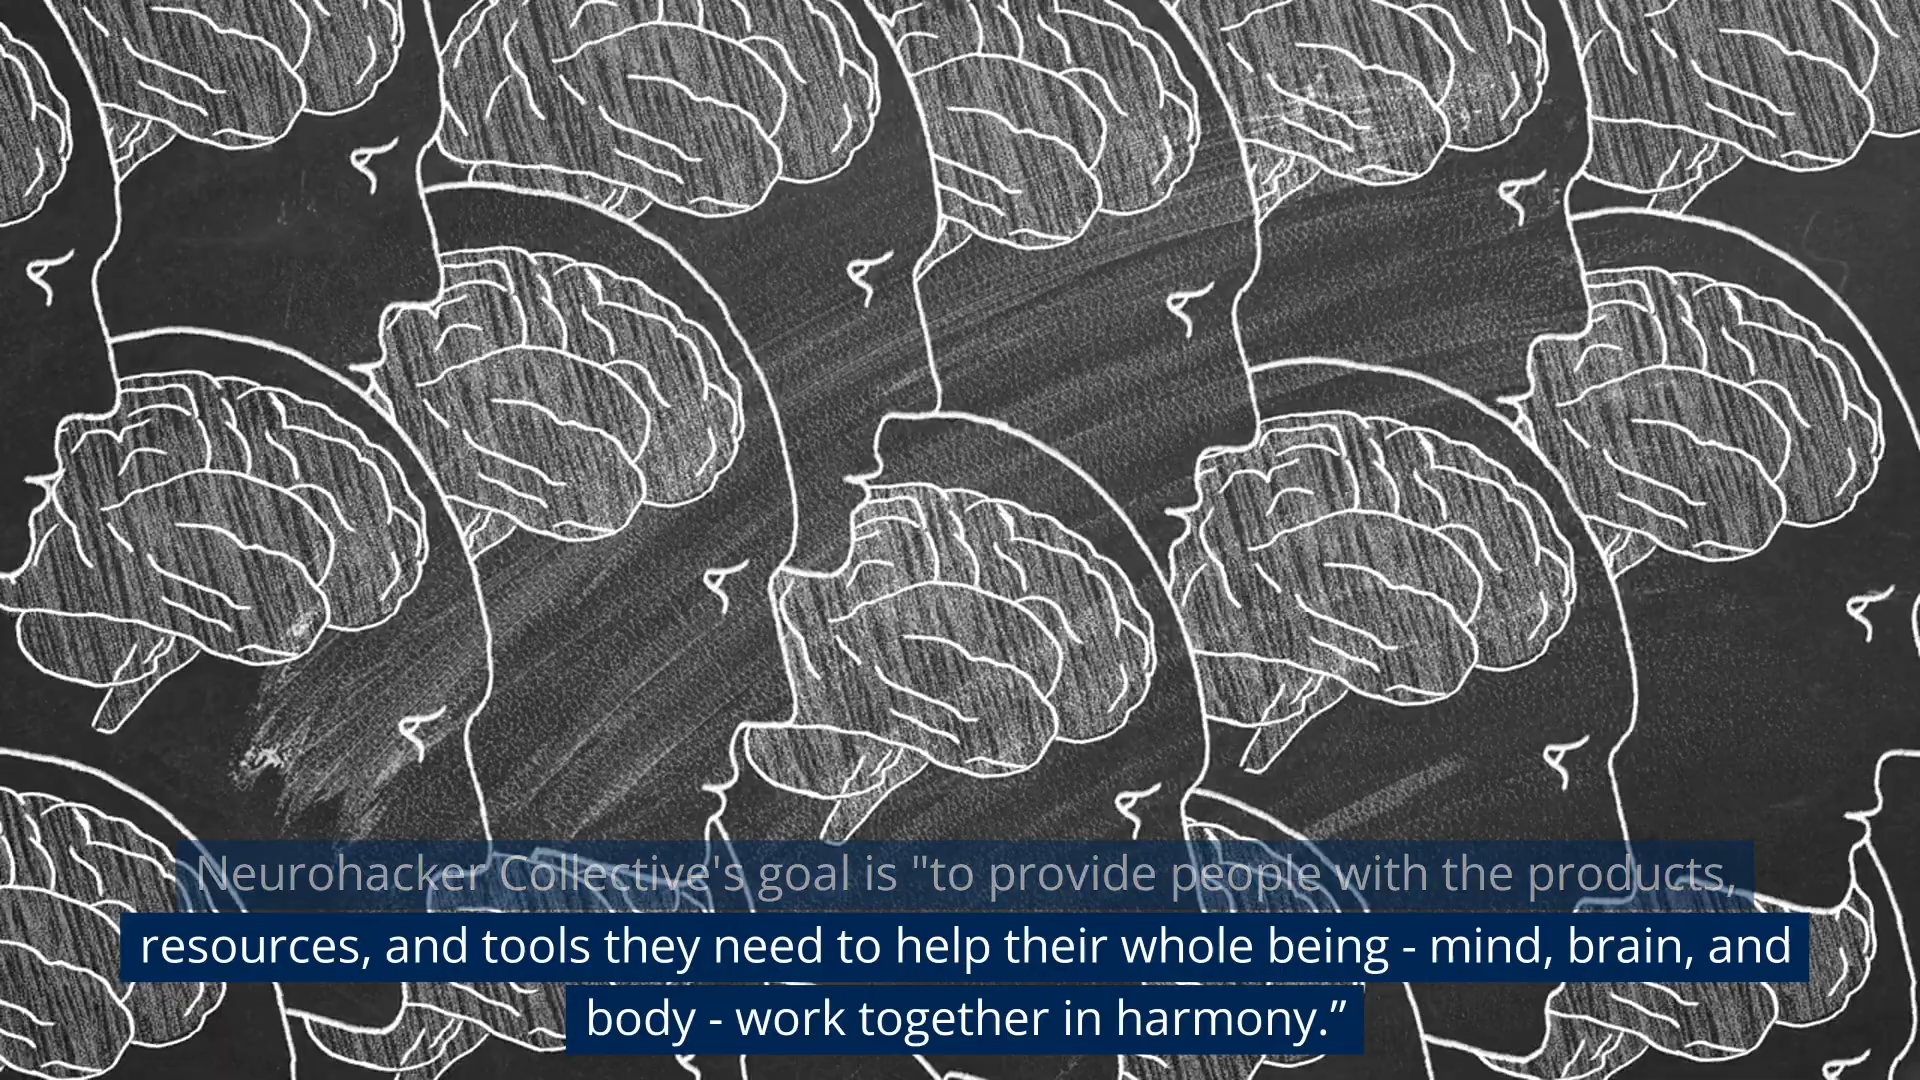 Neurohacker Collective's goal is "to provide people with the products,
resources, and tools they need to help their whole being - mind, brain, and
body - work together in harmony.”